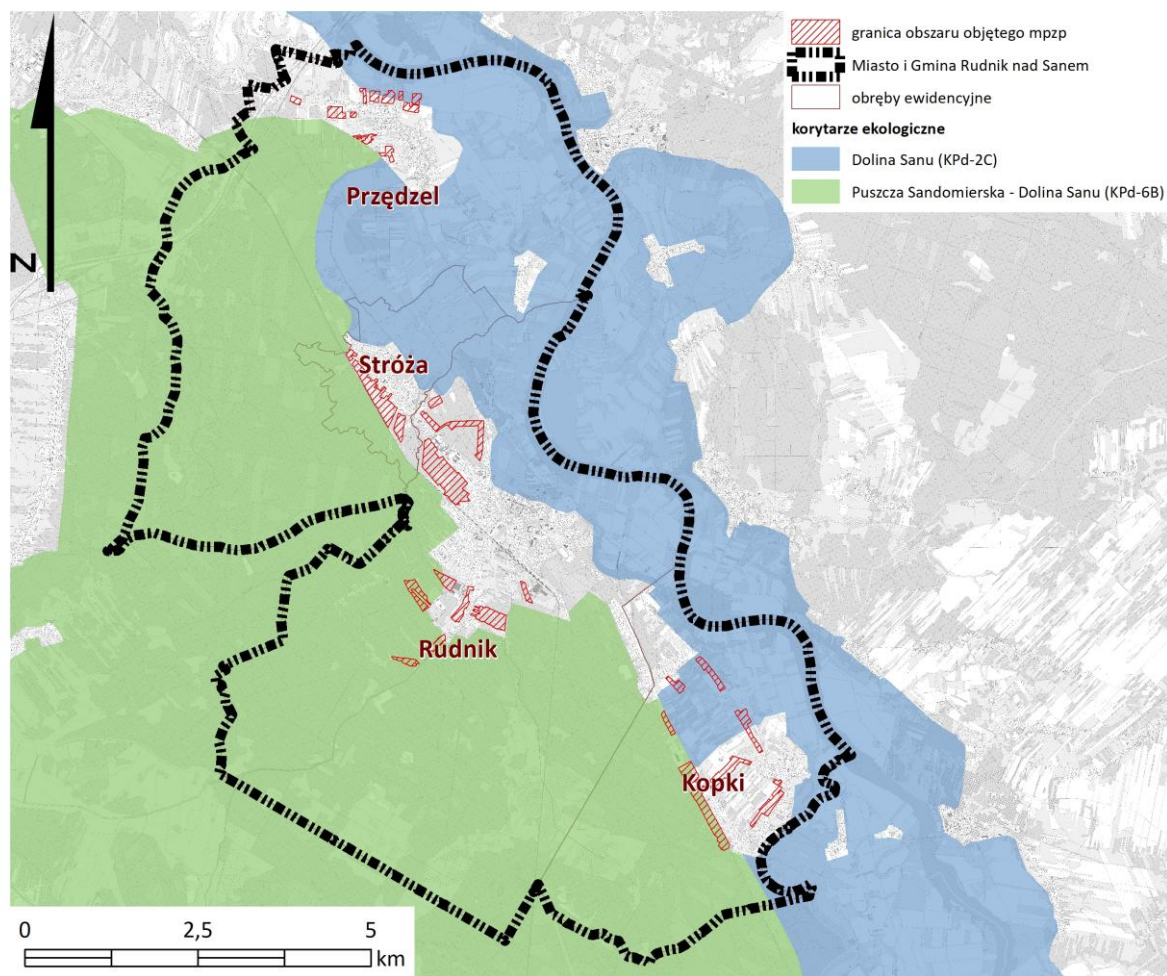 granica obszaru objętego mpzp
Miasto i Gmina Rudnik nad Sanem
obręby ewidencyjne
korytarze ekologiczne
Dolina Sanu (KPd-2C)
Puszcza Sandomierska - Dolina Sanu (KPd-6B)
Przędzel
N
Stróża
Rudnik
Kopki
0 2,5 5
km